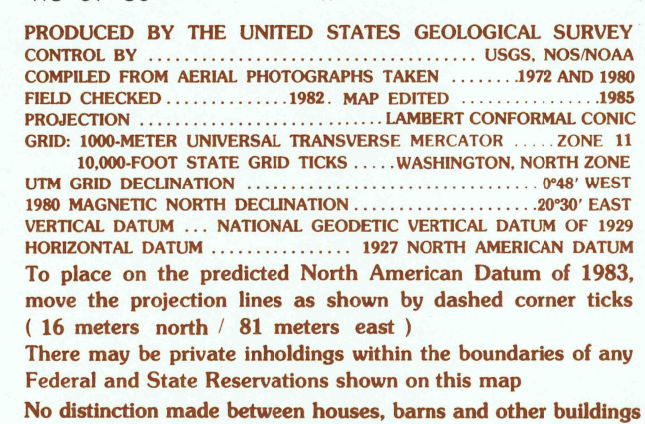 PRODUCED BY THE UNITED STATES GEOLOGICAL SURVEY
CONTROL BY ................................... USGS, NOS/NOAA
COMPILED FROM AERIAL PHOTOGRAPHS TAKEN ........1972 AND 1980
FIELD CHECKED.............1982. MAP EDITED ................1985
PROJECTION .............................LAMBERT CONFORMAL CONIC
GRID: 1000-METER UNIVERSAL TRANSVERSE MERCATOR .....ZONE 11
10,000-FOOT STATE GRID TICKS .....WASHINGTON, NORTH ZONE
UTM GRID DECLINATION ................................0°48' WEST
1980 MAGNETIC NORTH DECLINATION....................20°30' EAST
VERTICAL DATUM ... NATIONAL GEODETIC VERTICAL DATUM OF 1929
HORIZONTAL DATUM ............... 1927 NORTH AMERICAN DATUM
To place on the predicted North American Datum of 1983,
move the projection lines as shown by dashed corner ticks
( 16 meters north / 81 meters east )
There may be private inholdings within the boundaries of any
Federal and State Reservations shown on this map
No distinction made between houses, barns and other buildings